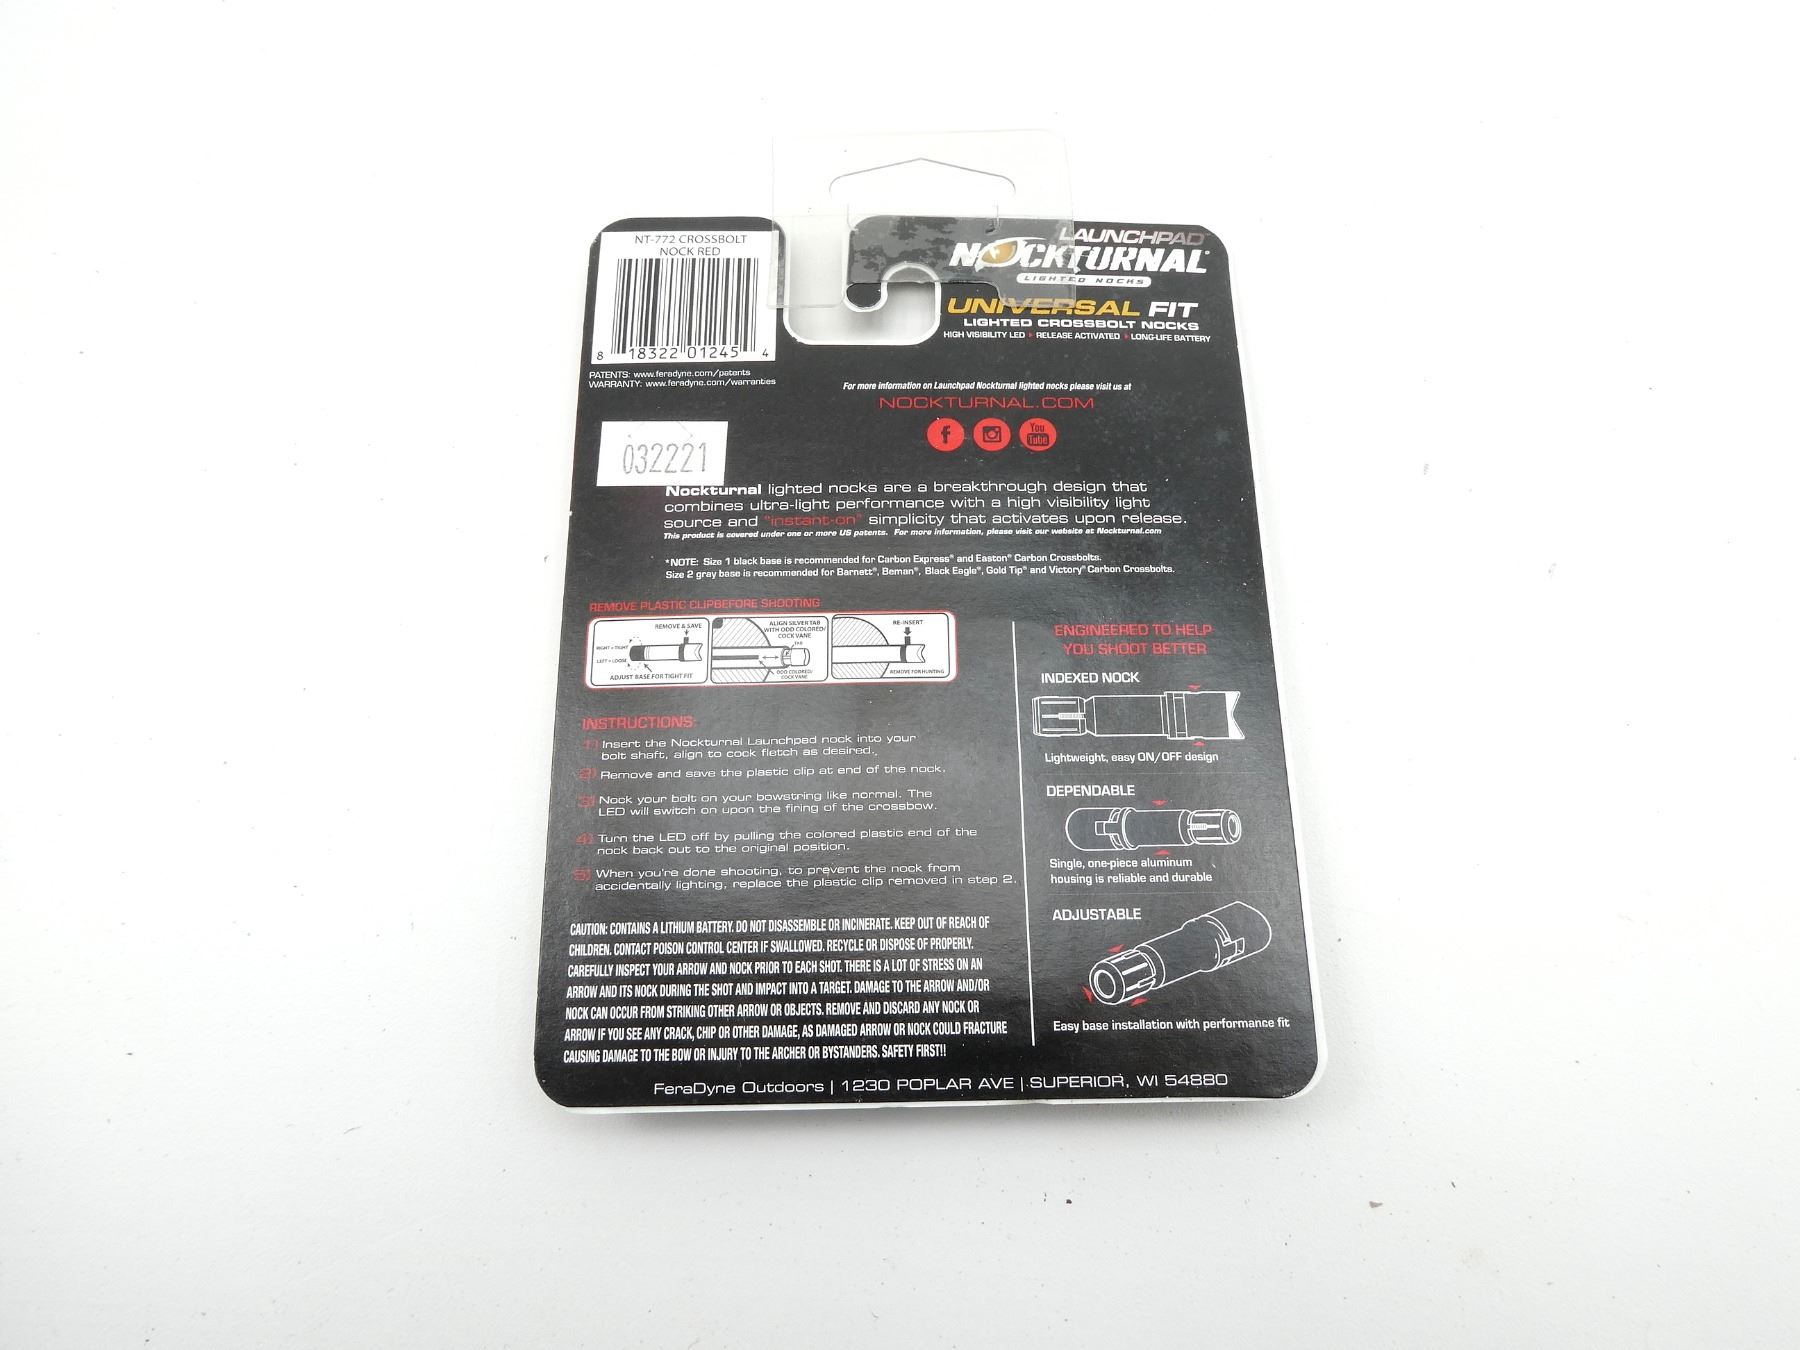 NT-772 CROSSBOLT
NOCK RED
8 18322 01245 4
PATENTS: www.feradyne.com/patents
WARRANTY: www.feradyne.com/warranties
032221
LAUNCHPAD™
NOCKTURNAL®
LIGHTED NOCKS
UNIVERSAL FIT
LIGHTED CROSSBOLT NOCKS
HIGH VISIBILITY LED RELEASE ACTIVATED LONG-LIFE BATTERY
For more information on Launchpad Nockturnal lighted nocks please visit us at
NOCKTURNAL.COM
f
You
Tube
Nockturnal lighted nocks are a breakthrough design that
combines ultra-light performance with a high visibility light
source and "instant-on" simplicity that activates upon release.
This product is covered under one or more US patents. For more information, please visit our website at Nockturnal.com
*NOTE: Size 1 black base is recommended for Carbon Express® and Easton® Carbon Crossbolts.
Size 2 gray base is recommended for Barnett®, Beman®, Black Eagle®, Gold Tip® and Victory® Carbon Crossbolts.
REMOVE PLASTIC CLIPBEFORE SHOOTING
REMOVE & SAVE
RIGHT = TIGHT
LEFT = LOOSE
ADJUST BASE FOR TIGHT FIT
ALIGN SILVER TAB
WITH ODD COLORED/
COCK VANE
TAB
ODD COLORED/
COCK VANE
RE-INSERT
REMOVE FOR HUNTING
INSTRUCTIONS:
1) Insert the Nockturnal Launchpad nock into your
bolt shaft, align to cock fletch as desired.
2) Remove and save the plastic clip at end of the nock.
3) Nock your bolt on your bowstring like normal. The
LED will switch on upon the firing of the crossbow.
4) Turn the LED off by pulling the colored plastic end of the
nock back out to the original position.
5) When you're done shooting, to prevent the nock from
accidentally lighting, replace the plastic clip removed in step 2.
CAUTION: CONTAINS A LITHIUM BATTERY. DO NOT DISASSEMBLE OR INCINERATE. KEEP OUT OF REACH OF
CHILDREN. CONTACT POISON CONTROL CENTER IF SWALLOWED. RECYCLE OR DISPOSE OF PROPERLY.
CAREFULLY INSPECT YOUR ARROW AND NOCK PRIOR TO EACH SHOT. THERE IS A LOT OF STRESS ON AN
ARROW AND ITS NOCK DURING THE SHOT AND IMPACT INTO A TARGET. DAMAGE TO THE ARROW AND/OR
NOCK CAN OCCUR FROM STRIKING OTHER ARROW OR OBJECTS. REMOVE AND DISCARD ANY NOCK OR
ARROW IF YOU SEE ANY CRACK, CHIP OR OTHER DAMAGE, AS DAMAGED ARROW OR NOCK COULD FRACTURE
CAUSING DAMAGE TO THE BOW OR INJURY TO THE ARCHER OR BYSTANDERS. SAFETY FIRST!!
ENGINEERED TO HELP
YOU SHOOT BETTER
INDEXED NOCK
Lightweight, easy ON/OFF design
DEPENDABLE
Single, one-piece aluminum
housing is reliable and durable
ADJUSTABLE
Easy base installation with performance fit
FeraDyne Outdoors | 1230 POPLAR AVE | SUPERIOR, WI 54880